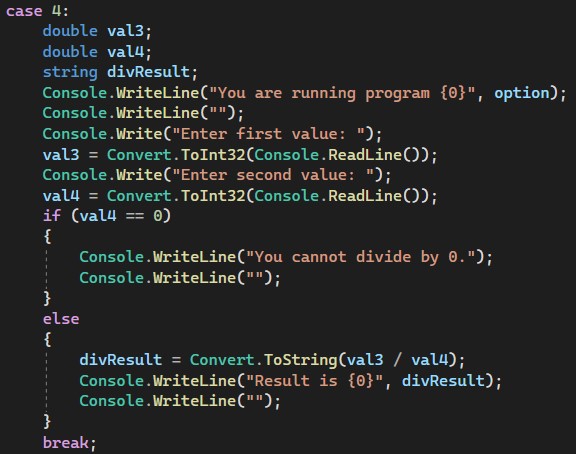 case 4:
    double val3;
    double val4;
    string divResult;
    Console.WriteLine("You are running program {0}", option);
    Console.WriteLine("");
    Console.Write("Enter first value: ");
    val3 = Convert.ToInt32(Console.ReadLine());
    Console.Write("Enter second value: ");
    val4 = Convert.ToInt32(Console.ReadLine());
    if (val4 == 0)
    {
        Console.WriteLine("You cannot divide by 0.");
        Console.WriteLine("");
    }
    else
    {
        divResult = Convert.ToString(val3 / val4);
        Console.WriteLine("Result is {0}", divResult);
        Console.WriteLine("");
    }
    break;